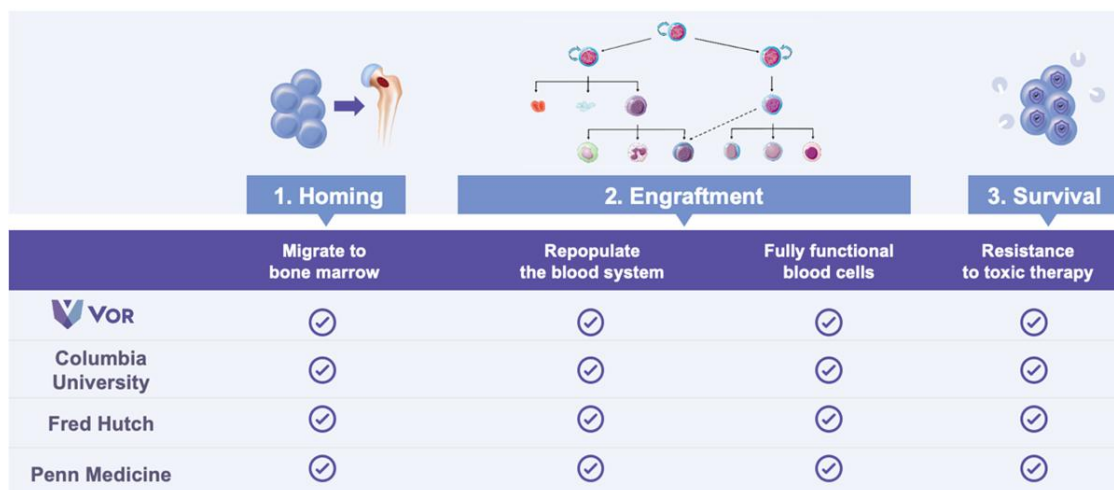 1. Homing
2. Engraftment
3. Survival
Migrate to
bone marrow
Repopulate
the blood system
Fully functional
blood cells
Resistance
to toxic therapy
VOR
Columbia
University
Fred Hutch
Penn Medicine